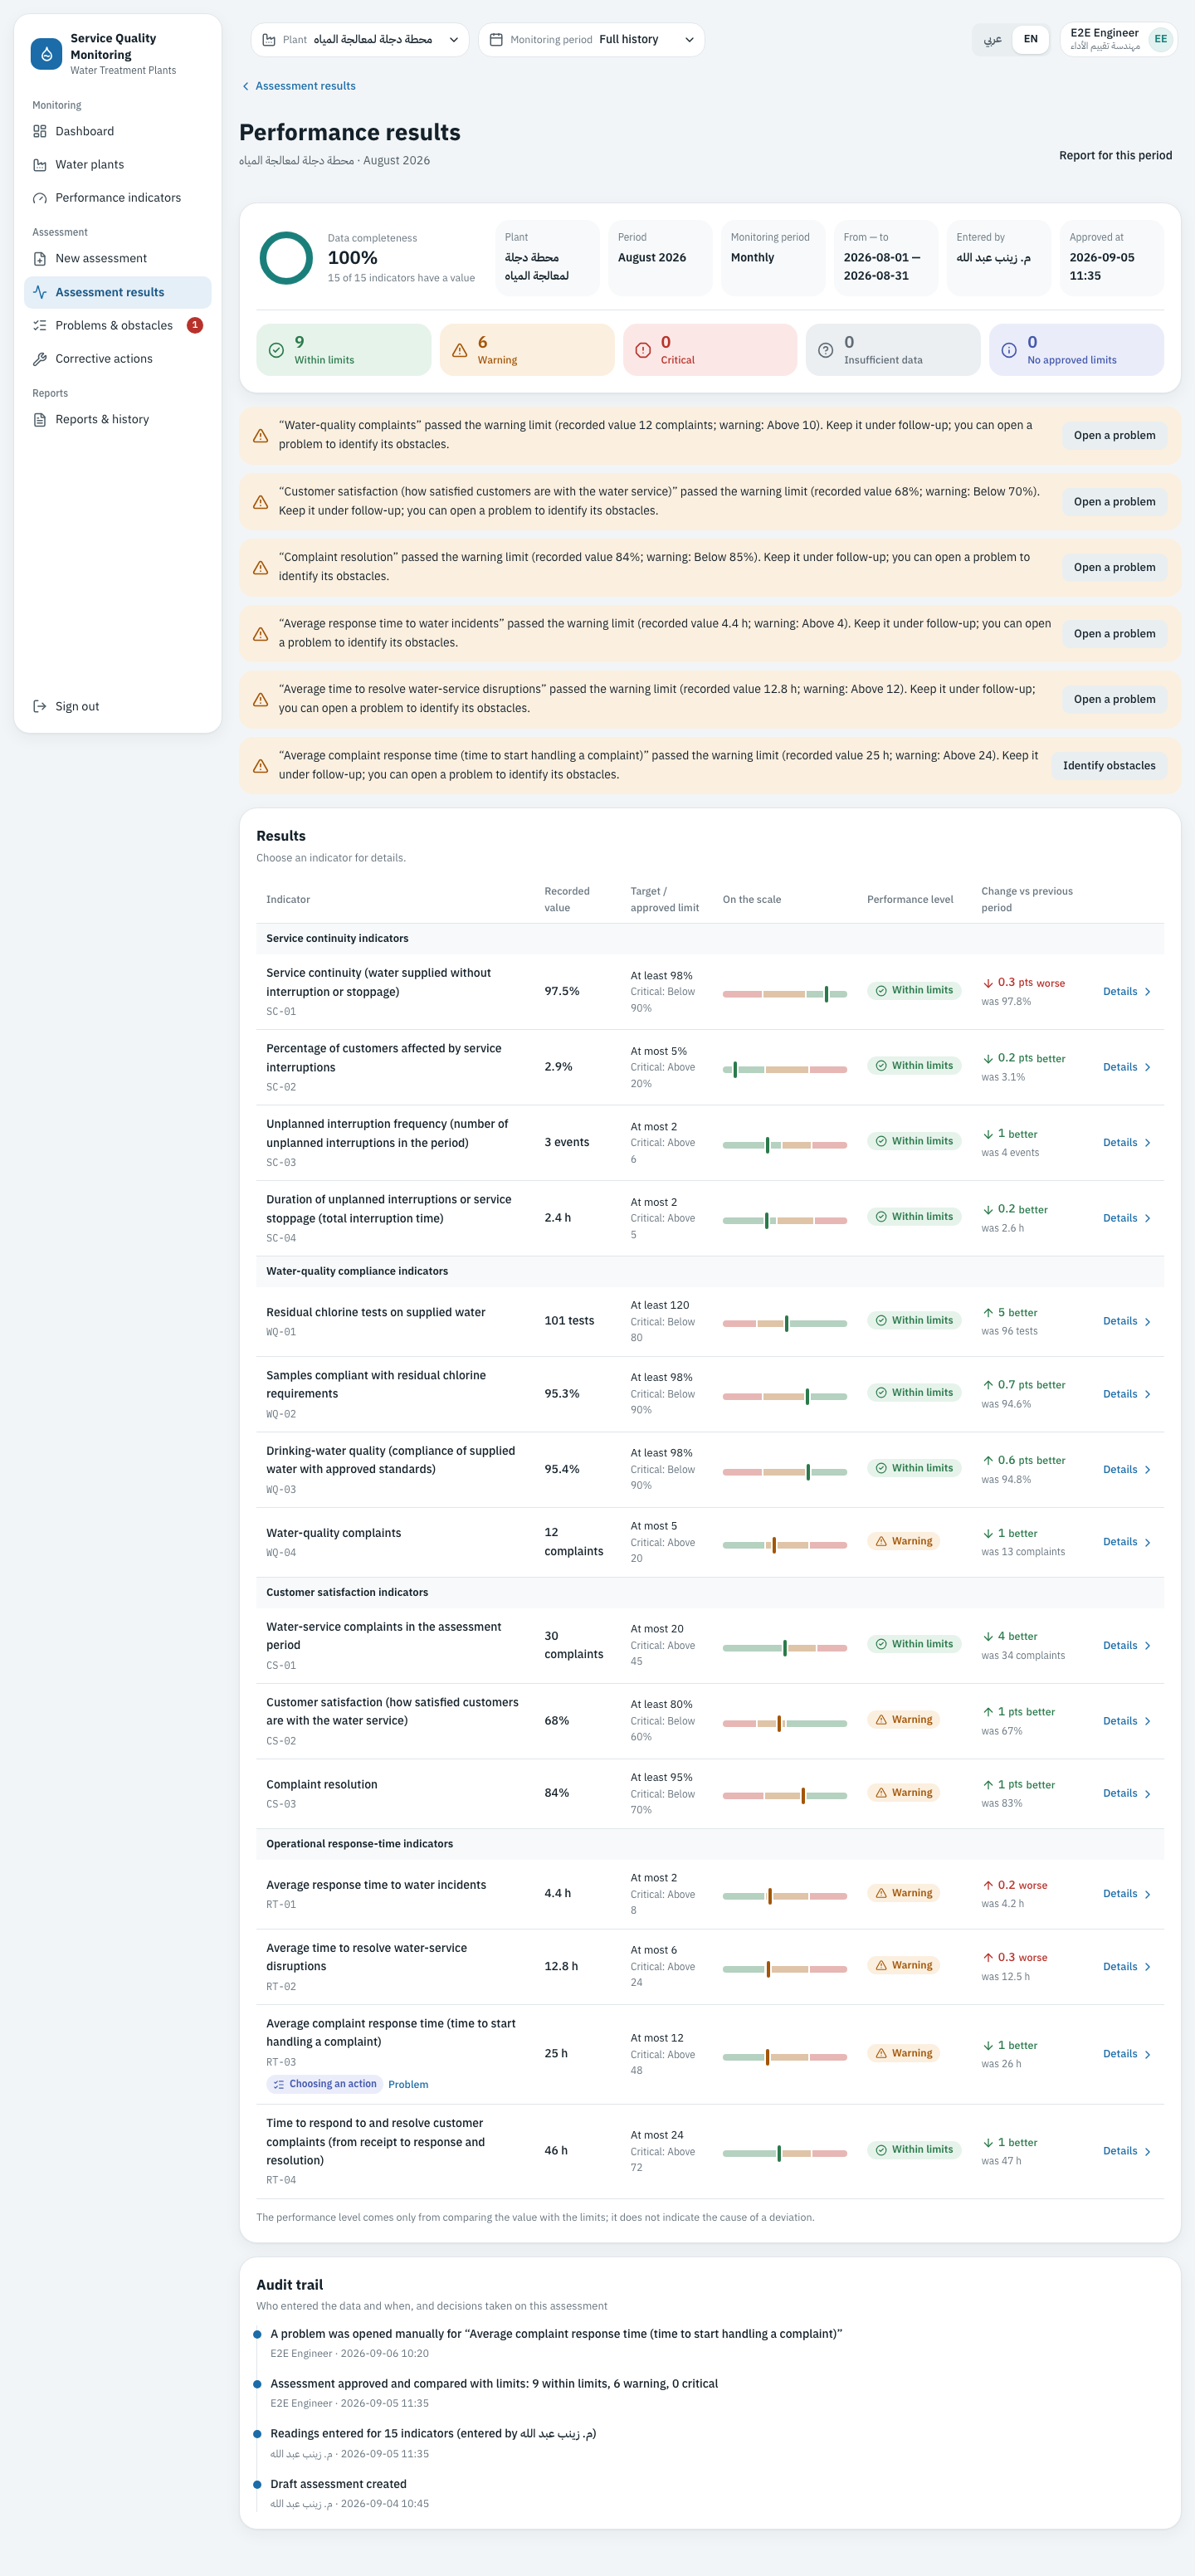 Service Quality
Monitoring
Water Treatment Plants
Monitoring
Dashboard
Water plants
Performance indicators
Assessment
New assessment
Assessment results
Problems & obstacles 1
Corrective actions
Reports
Reports & history
Sign out
Plant محطة دجلة لمعالجة المياه
Monitoring period Full history
عربي EN
E2E Engineer
مهندسة تقييم الأداء
EE
Assessment results
Performance results
محطة دجلة لمعالجة المياه · August 2026
Report for this period
Data completeness
100%
15 of 15 indicators have a value
Plant
محطة دجلة
لمعالجة المياه
Period
August 2026
Monitoring period
Monthly
From — to
2026-08-01 —
2026-08-31
Entered by
م. زينب عبد الله
Approved at
2026-09-05
11:35
9
Within limits
6
Warning
0
Critical
0
Insufficient data
0
No approved limits
“Water-quality complaints” passed the warning limit (recorded value 12 complaints; warning: Above 10). Keep it under follow-up; you can open a
problem to identify its obstacles.
Open a problem
“Customer satisfaction (how satisfied customers are with the water service)” passed the warning limit (recorded value 68%; warning: Below 70%).
Keep it under follow-up; you can open a problem to identify its obstacles.
Open a problem
“Complaint resolution” passed the warning limit (recorded value 84%; warning: Below 85%). Keep it under follow-up; you can open a problem to
identify its obstacles.
Open a problem
“Average response time to water incidents” passed the warning limit (recorded value 4.4 h; warning: Above 4). Keep it under follow-up; you can open
a problem to identify its obstacles.
Open a problem
“Average time to resolve water-service disruptions” passed the warning limit (recorded value 12.8 h; warning: Above 12). Keep it under follow-up;
you can open a problem to identify its obstacles.
Open a problem
“Average complaint response time (time to start handling a complaint)” passed the warning limit (recorded value 25 h; warning: Above 24). Keep it
under follow-up; you can open a problem to identify its obstacles.
Identify obstacles
Results
Choose an indicator for details.
Indicator
Recorded
value
Target /
approved limit
On the scale
Performance level
Change vs previous
period
Service continuity indicators
Service continuity (water supplied without
interruption or stoppage)
SC-01
97.5%
At least 98%
Critical: Below
90%
Within limits
0.3 pts worse
was 97.8%
Details
Percentage of customers affected by service
interruptions
SC-02
2.9%
At most 5%
Critical: Above
20%
Within limits
0.2 pts better
was 3.1%
Details
Unplanned interruption frequency (number of
unplanned interruptions in the period)
SC-03
3 events
At most 2
Critical: Above
6
Within limits
1 better
was 4 events
Details
Duration of unplanned interruptions or service
stoppage (total interruption time)
SC-04
2.4 h
At most 2
Critical: Above
5
Within limits
0.2 better
was 2.6 h
Details
Water-quality compliance indicators
Residual chlorine tests on supplied water
WQ-01
101 tests
At least 120
Critical: Below
80
Within limits
5 better
was 96 tests
Details
Samples compliant with residual chlorine
requirements
WQ-02
95.3%
At least 98%
Critical: Below
90%
Within limits
0.7 pts better
was 94.6%
Details
Drinking-water quality (compliance of supplied
water with approved standards)
WQ-03
95.4%
At least 98%
Critical: Below
90%
Within limits
0.6 pts better
was 94.8%
Details
Water-quality complaints
WQ-04
12
complaints
At most 5
Critical: Above
20
Warning
1 better
was 13 complaints
Details
Customer satisfaction indicators
Water-service complaints in the assessment
period
CS-01
30
complaints
At most 20
Critical: Above
45
Within limits
4 better
was 34 complaints
Details
Customer satisfaction (how satisfied customers
are with the water service)
CS-02
68%
At least 80%
Critical: Below
60%
Warning
1 pts better
was 67%
Details
Complaint resolution
CS-03
84%
At least 95%
Critical: Below
70%
Warning
1 pts better
was 83%
Details
Operational response-time indicators
Average response time to water incidents
RT-01
4.4 h
At most 2
Critical: Above
8
Warning
0.2 worse
was 4.2 h
Details
Average time to resolve water-service
disruptions
RT-02
12.8 h
At most 6
Critical: Above
24
Warning
0.3 worse
was 12.5 h
Details
Average complaint response time (time to start
handling a complaint)
RT-03
Choosing an action Problem
25 h
At most 12
Critical: Above
48
Warning
1 better
was 26 h
Details
Time to respond to and resolve customer
complaints (from receipt to response and
resolution)
RT-04
46 h
At most 24
Critical: Above
72
Within limits
1 better
was 47 h
Details
The performance level comes only from comparing the value with the limits; it does not indicate the cause of a deviation.
Audit trail
Who entered the data and when, and decisions taken on this assessment
A problem was opened manually for “Average complaint response time (time to start handling a complaint)”
E2E Engineer · 2026-09-06 10:20
Assessment approved and compared with limits: 9 within limits, 6 warning, 0 critical
E2E Engineer · 2026-09-05 11:35
Readings entered for 15 indicators (entered by م. زينب عبد الله)
م. زينب عبد الله · 2026-09-05 11:35
Draft assessment created
م. زينب عبد الله · 2026-09-04 10:45